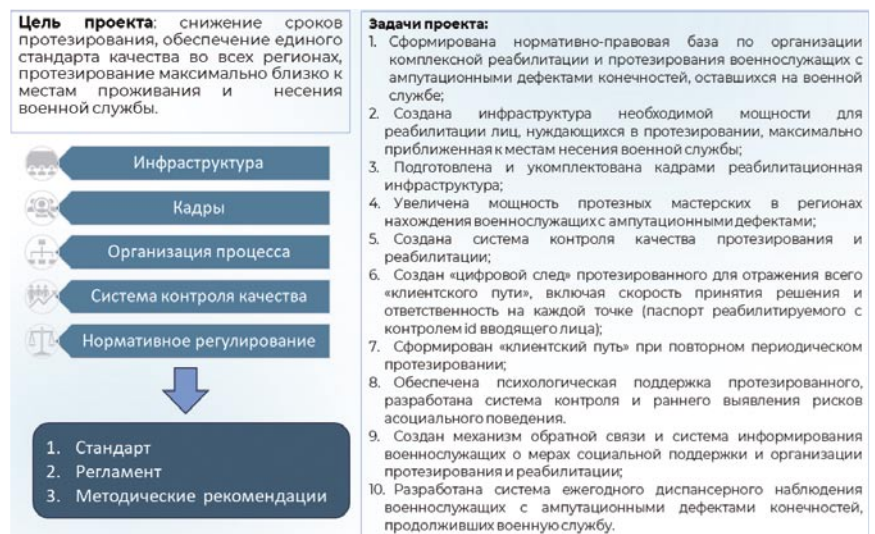 Цель проекта: снижение сроков
протезирования, обеспечение единого
стандарта качества во всех регионах,
протезирование максимально близко к
местам проживания и несения
военной службы.
Инфраструктура
Кадры
Организация процесса
Система контроля качества
Нормативное регулирование
1. Стандарт
2. Регламент
3. Методические рекомендации
Задачи проекта:
1. Сформирована нормативно-правовая база по организации
комплексной реабилитации и протезирования военнослужащих с
ампутационными дефектами конечностей, оставшихся на военной
службе;
2. Создана инфраструктура необходимой мощности для
реабилитации лиц, нуждающихся в протезировании, максимально
приближенная к местам несения военной службы;
3. Подготовлена и укомплектована кадрами реабилитационная
инфраструктура;
4. Увеличена мощность протезных мастерских в регионах
нахождения военнослужащих с ампутационными дефектами;
5. Создана система контроля качества протезирования и
реабилитации;
6. Создан «цифровой след» протезированного для отражения всего
«клиентского пути», включая скорость принятия решения и
ответственность на каждой точке (паспорт реабилитируемого с
контролем id вводящего лица);
7. Сформирован «клиентский путь» при повторном периодическом
протезировании;
8. Обеспечена психологическая поддержка протезированного,
разработана система контроля и раннего выявления рисков
асоциального поведения.
9. Создан механизм обратной связи и система информирования
военнослужащих о мерах социальной поддержки и организации
протезирования и реабилитации;
10. Разработана система ежегодного диспансерного наблюдения
военнослужащих с ампутационными дефектами конечностей,
продолживших военную службу.